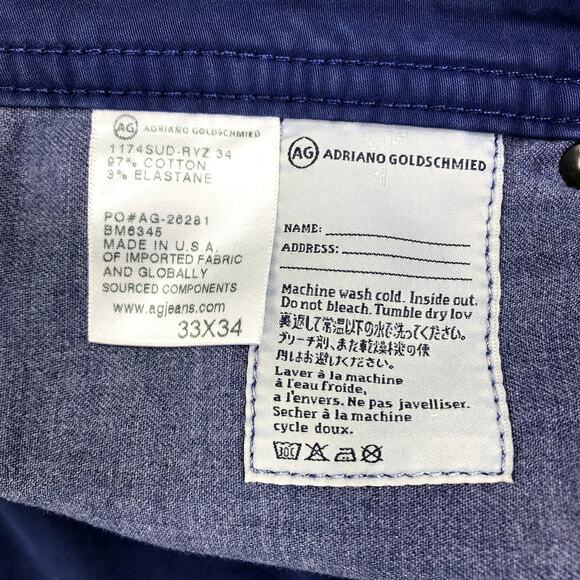 AG ADRIANO GOLDSCHMIED
1174SUD-RYZ 34
97% COTTON
3% ELASTANE
PO#AG-26281
BM6345
MADE IN U.S.A.
OF IMPORTED FABRIC
AND GLOBALLY
SOURCED COMPONENTS
www.agjeans.com
33X34
AG ADRIANO GOLDSCHMIED
NAME:
ADDRESS:
Machine wash cold. Inside out.
Do not bleach. Tumble dry low
裏返して常温以下の水で洗ってください。
ブリーチ剤、また乾燥機の使
用はお避けください。
Laver à la machine
à l'eau froide,
a l'envers. Ne pas javelliser.
Secher à la machine
cycle doux.
30C